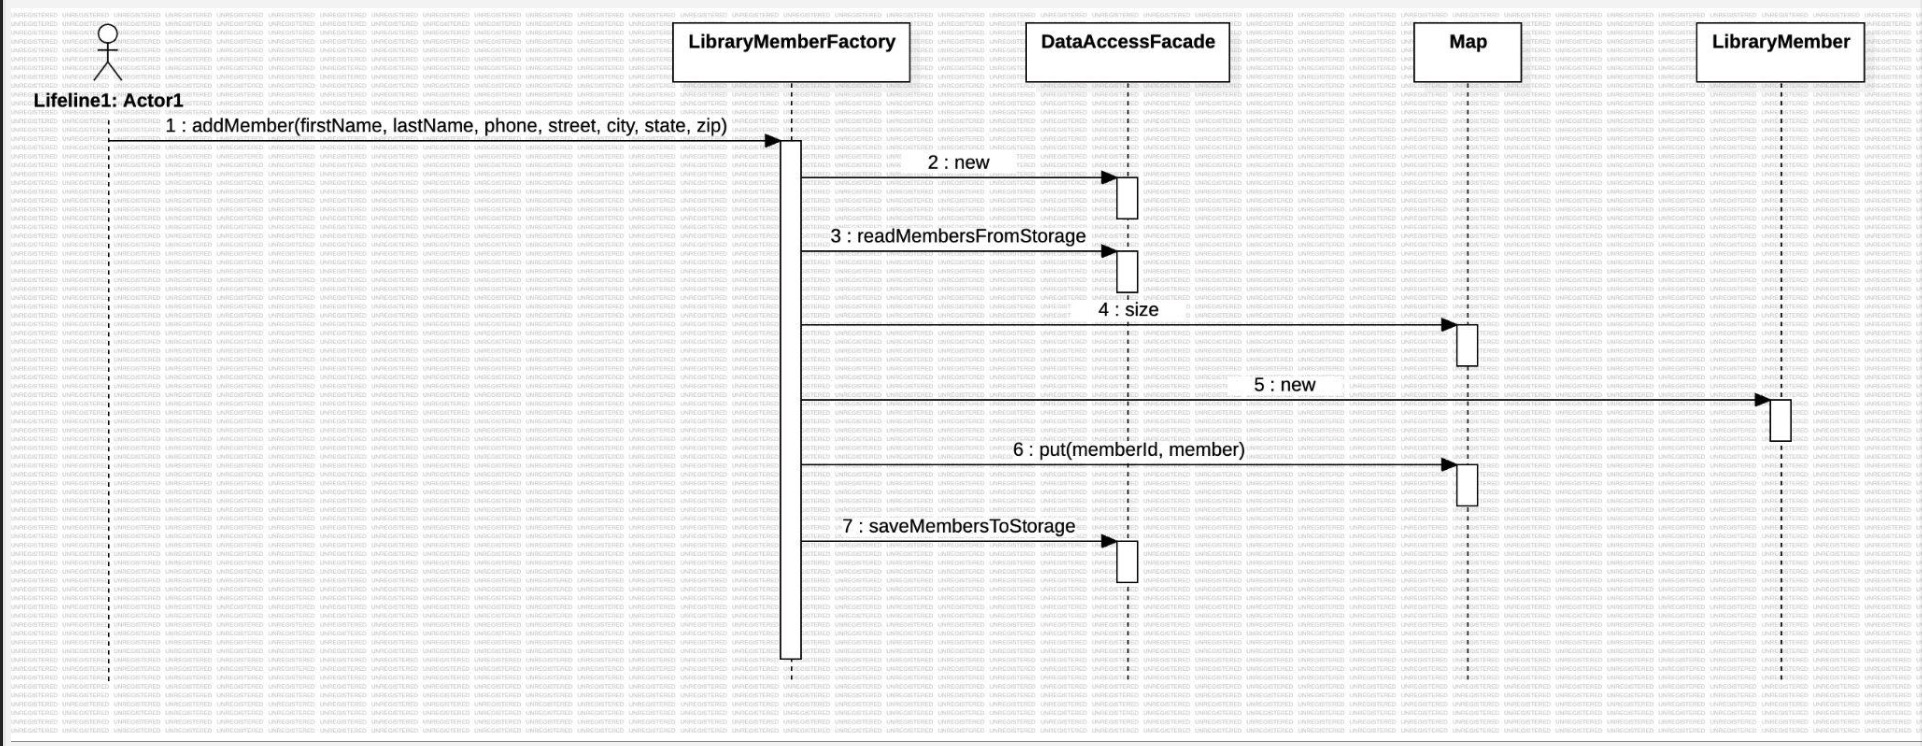 LibraryMemberFactory
DataAccessFacade
Map
LibraryMember
Lifeline1: Actor1
1 : addMember(firstName, lastName, phone, street, city, state, zip)
2 : new
3 : readMembersFromStorage
4 : size
5 : new
6 : put(memberId, member)
7 : saveMembersToStorage
UNREGISTERED